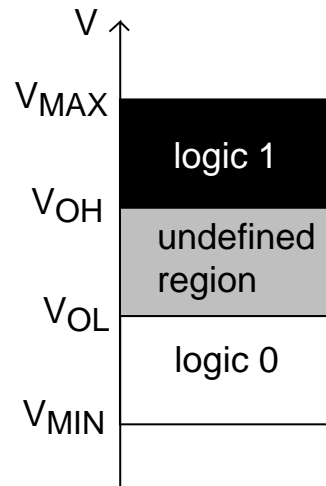 V
VMAX
logic 1
VOH
undefined
region
VOL
logic 0
VMIN